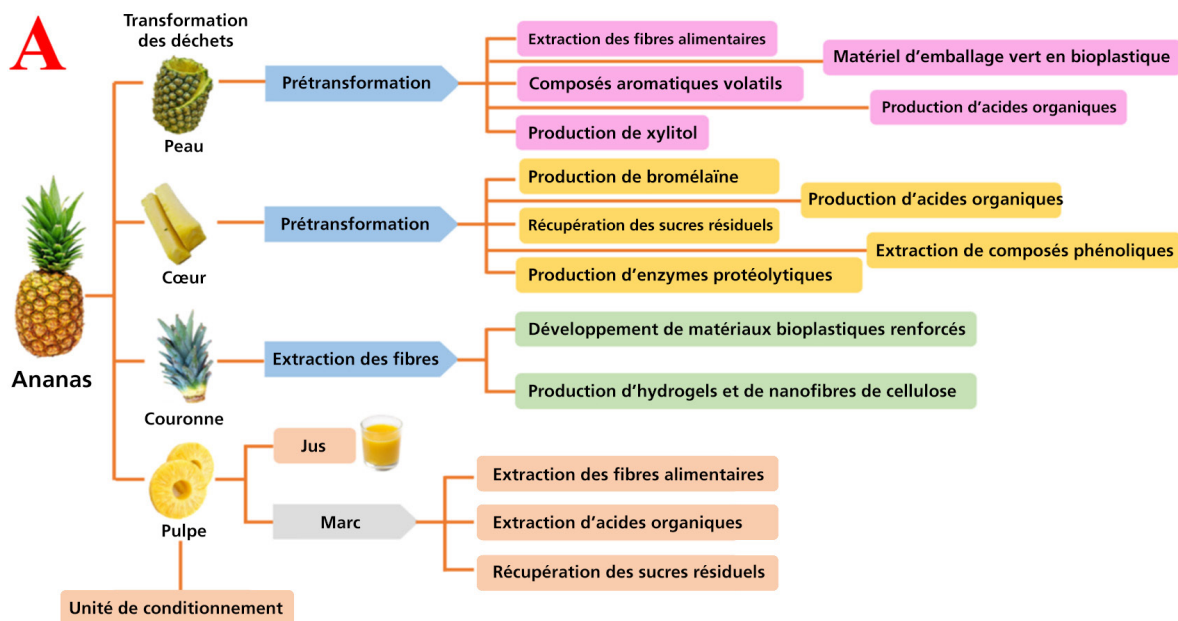 A
Transformation
des déchets
Peau
Prétransformation
Extraction des fibres alimentaires
Matériel d’emballage vert en bioplastique
Composés aromatiques volatils
Production d’acides organiques
Production de xylitol
Ananas
Cœur
Prétransformation
Production de bromélaïne
Production d’acides organiques
Récupération des sucres résiduels
Extraction de composés phénoliques
Production d’enzymes protéolytiques
Couronne
Extraction des fibres
Développement de matériaux bioplastiques renforcés
Production d’hydrogels et de nanofibres de cellulose
Pulpe
Jus
Marc
Extraction des fibres alimentaires
Extraction d’acides organiques
Récupération des sucres résiduels
Unité de conditionnement